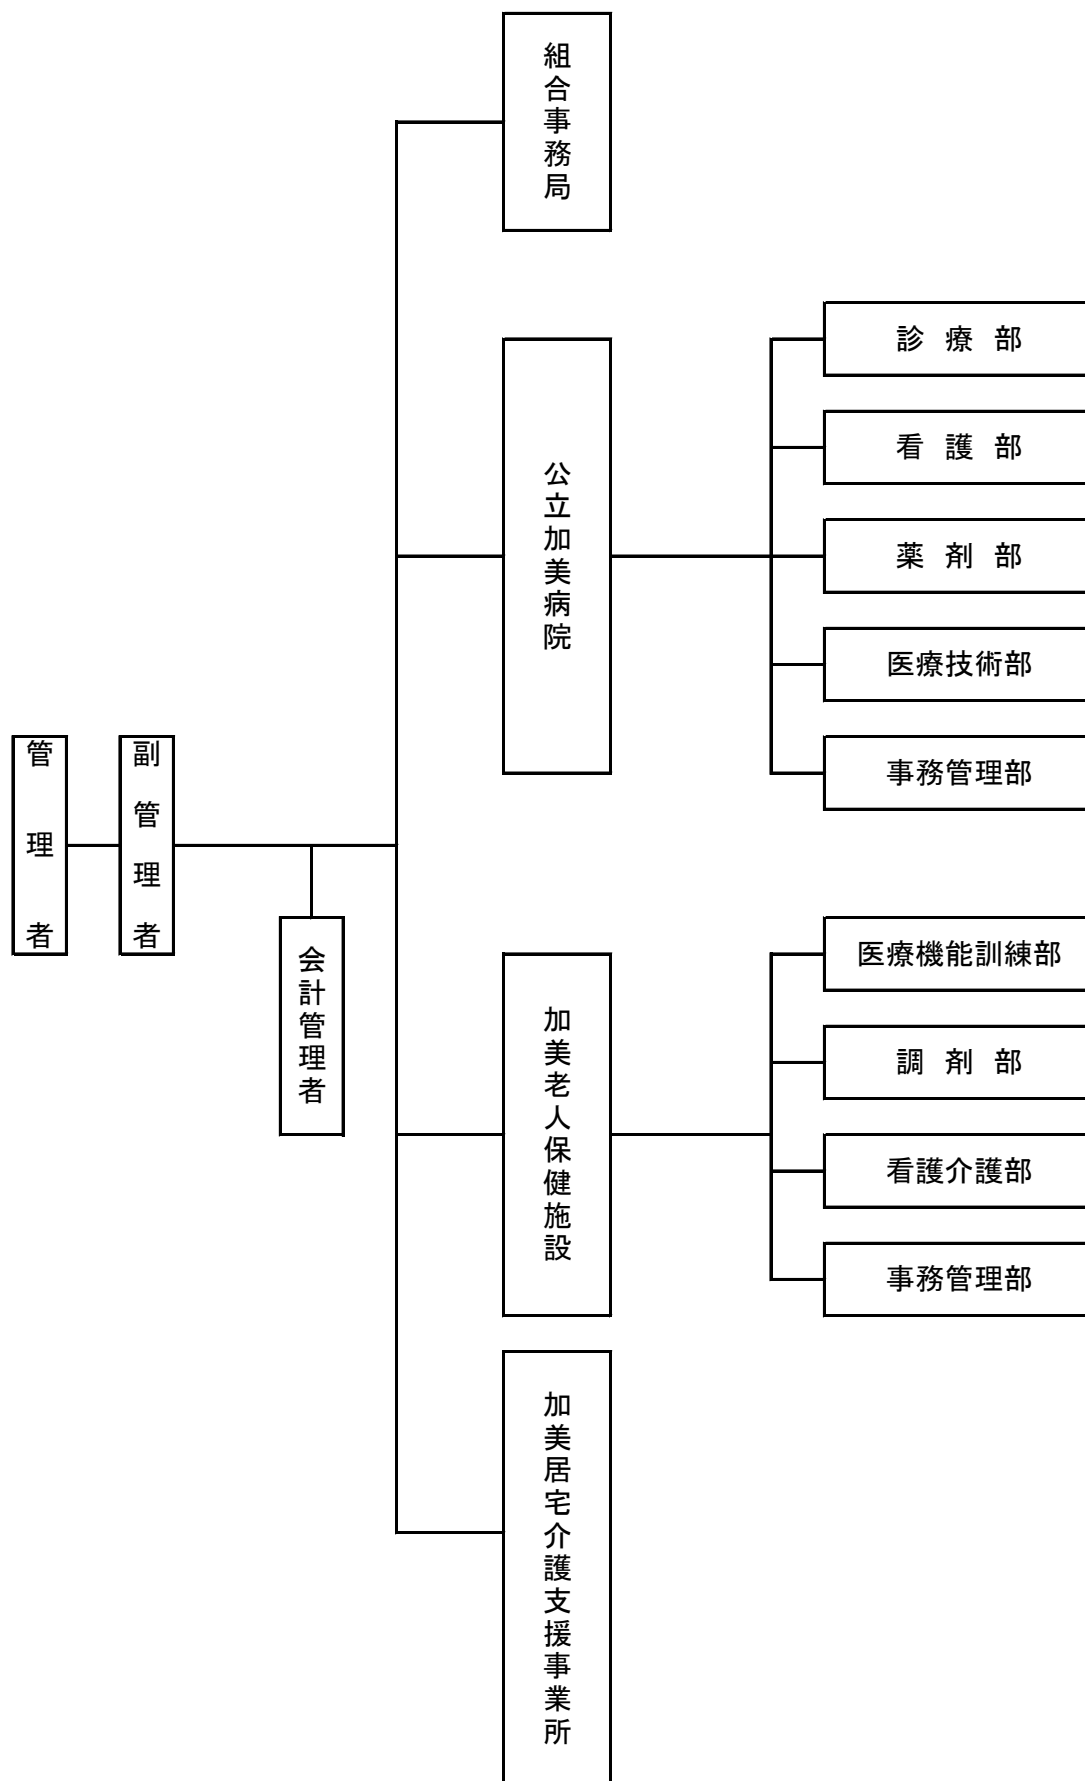 管理者
副管理者
会計管理者
組合事務局
公立加美病院
診療部
看護部
薬剤部
医療技術部
事務管理部
加美老人保健施設
医療機能訓練部
調剤部
看護介護部
事務管理部
加美居宅介護支援事業所